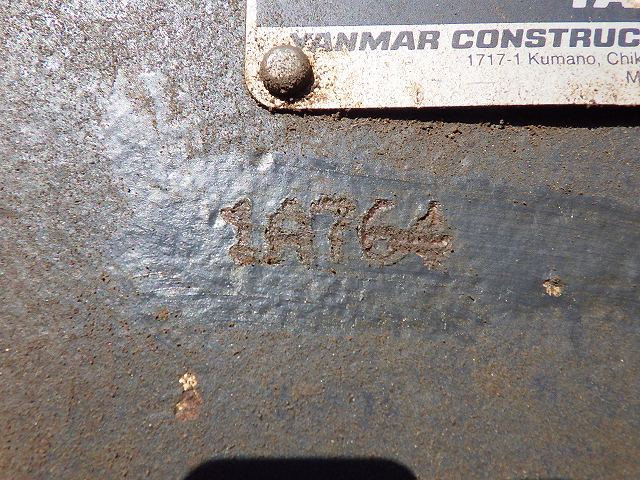 YANMAR CONSTRUC
1717-1 Kumano, Chik
M
1A764